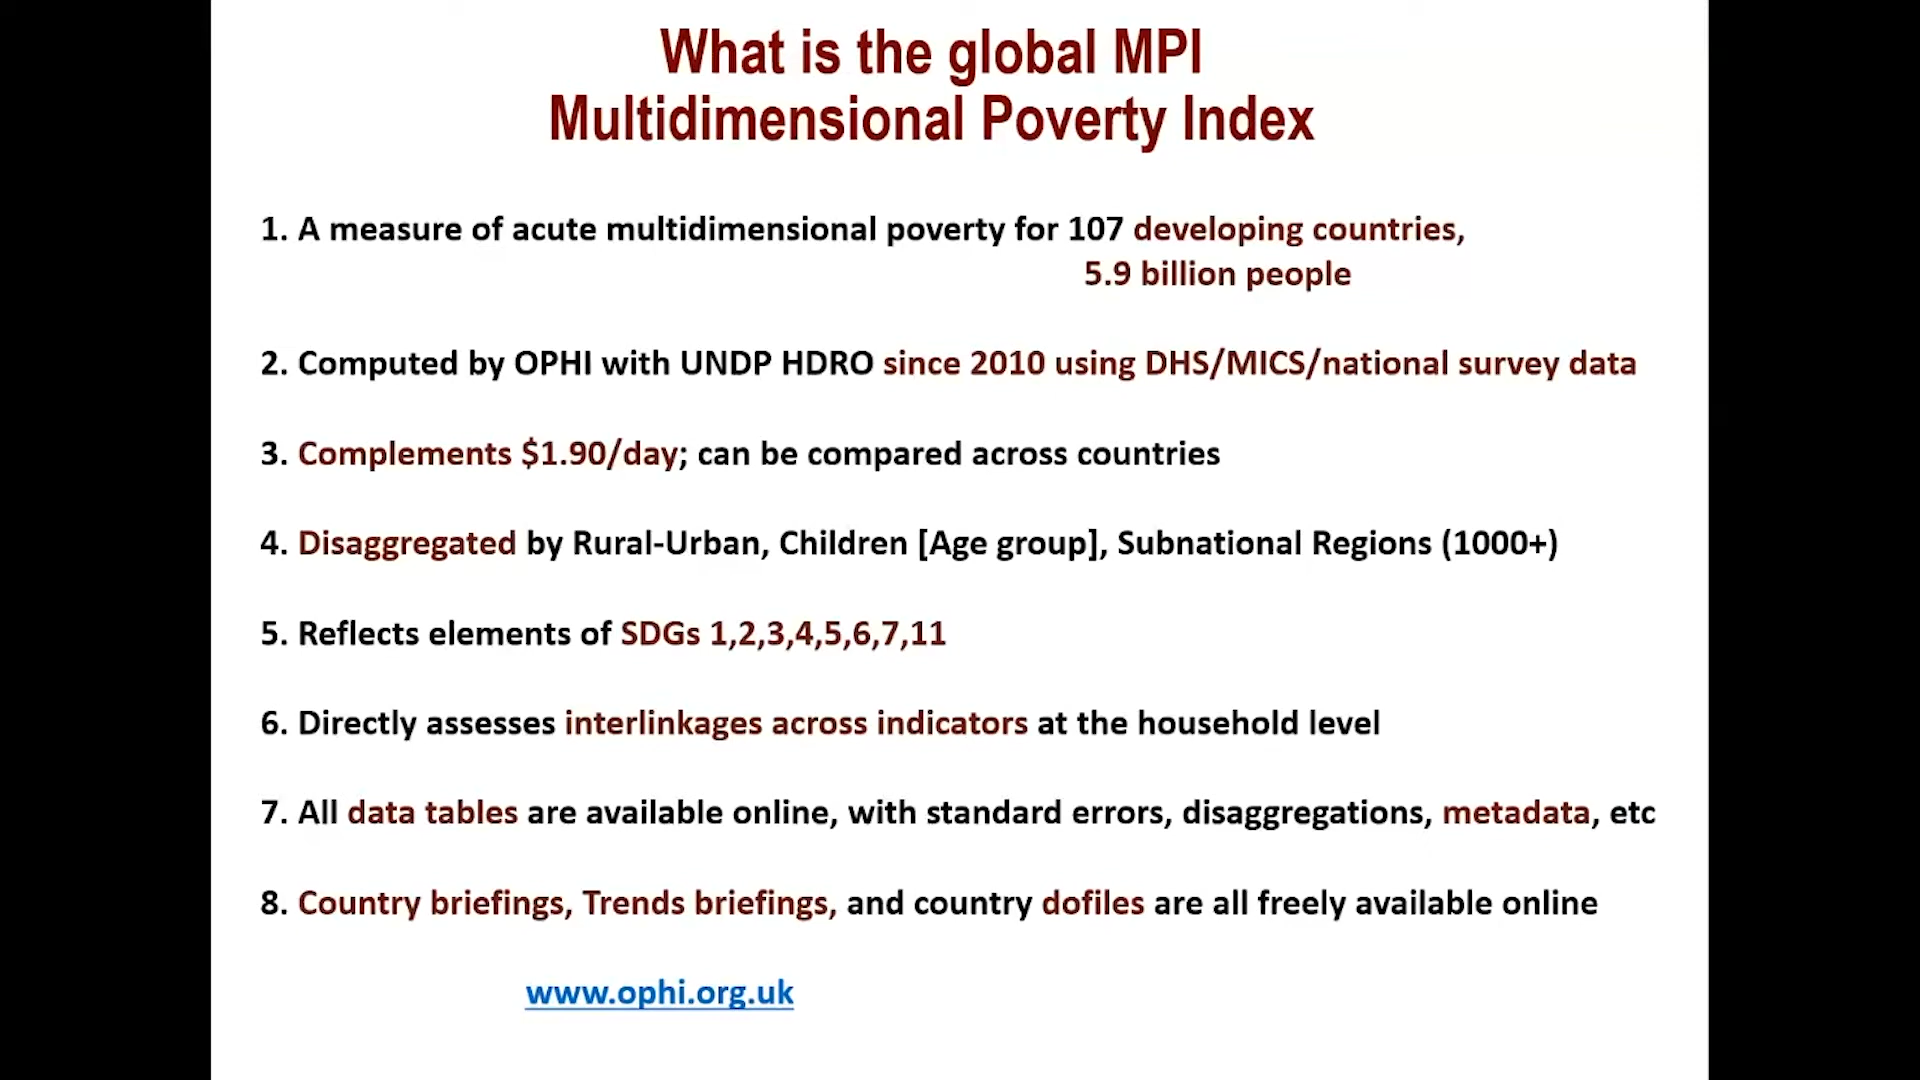 What is the global MPI
Multidimensional Poverty Index
1. A measure of acute multidimensional poverty for 107 developing countries,
5.9 billion people
2. Computed by OPHI with UNDP HDRO since 2010 using DHS/MICS/national survey data
3. Complements $1.90/day; can be compared across countries
4. Disaggregated by Rural-Urban, Children [Age group], Subnational Regions (1000+)
5. Reflects elements of SDGs 1,2,3,4,5,6,7,11
6. Directly assesses interlinkages across indicators at the household level
7. All data tables are available online, with standard errors, disaggregations, metadata, etc
8. Country briefings, Trends briefings, and country dofiles are all freely available online
www.ophi.org.uk